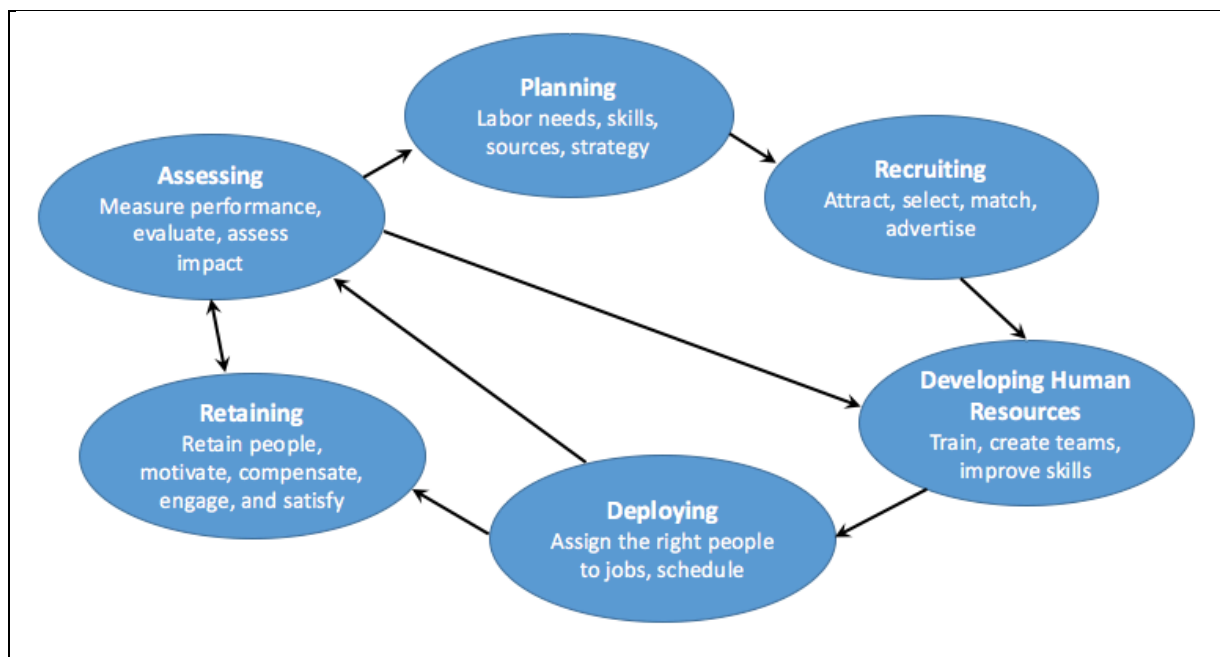 Planning
Labor needs, skills,
sources, strategy
Recruiting
Attract, select, match,
advertise
Developing Human
Resources
Train, create teams,
improve skills
Deploying
Assign the right people
to jobs, schedule
Retaining
Retain people,
motivate, compensate,
engage, and satisfy
Assessing
Measure performance,
evaluate, assess
impact